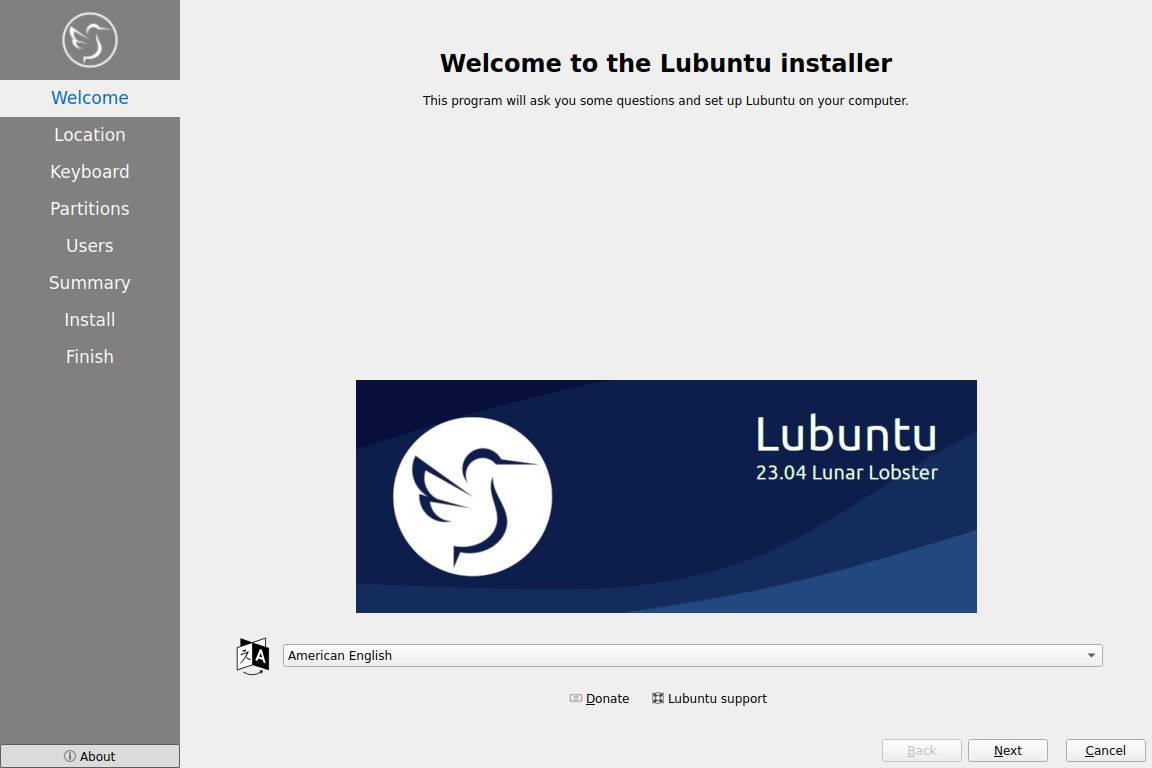 Welcome
Location
Keyboard
Partitions
Users
Summary
Install
Finish
About
Welcome to the Lubuntu installer
This program will ask you some questions and set up Lubuntu on your computer.
Lubuntu
23.04 Lunar Lobster
A
American English
Donate
Lubuntu support
Back
Next
Cancel